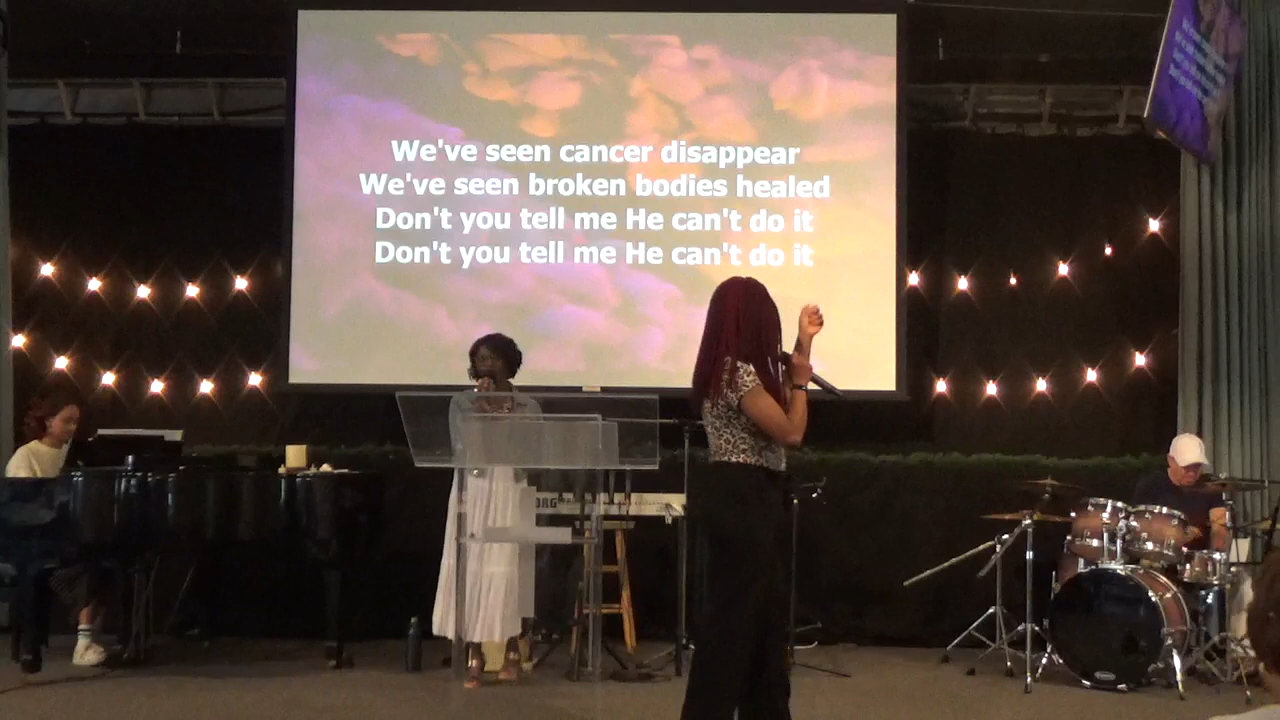 We've seen cancer disappear
We've seen broken bodies healed
Don't you tell me He can't do it
Don't you tell me He can't do it
ORG